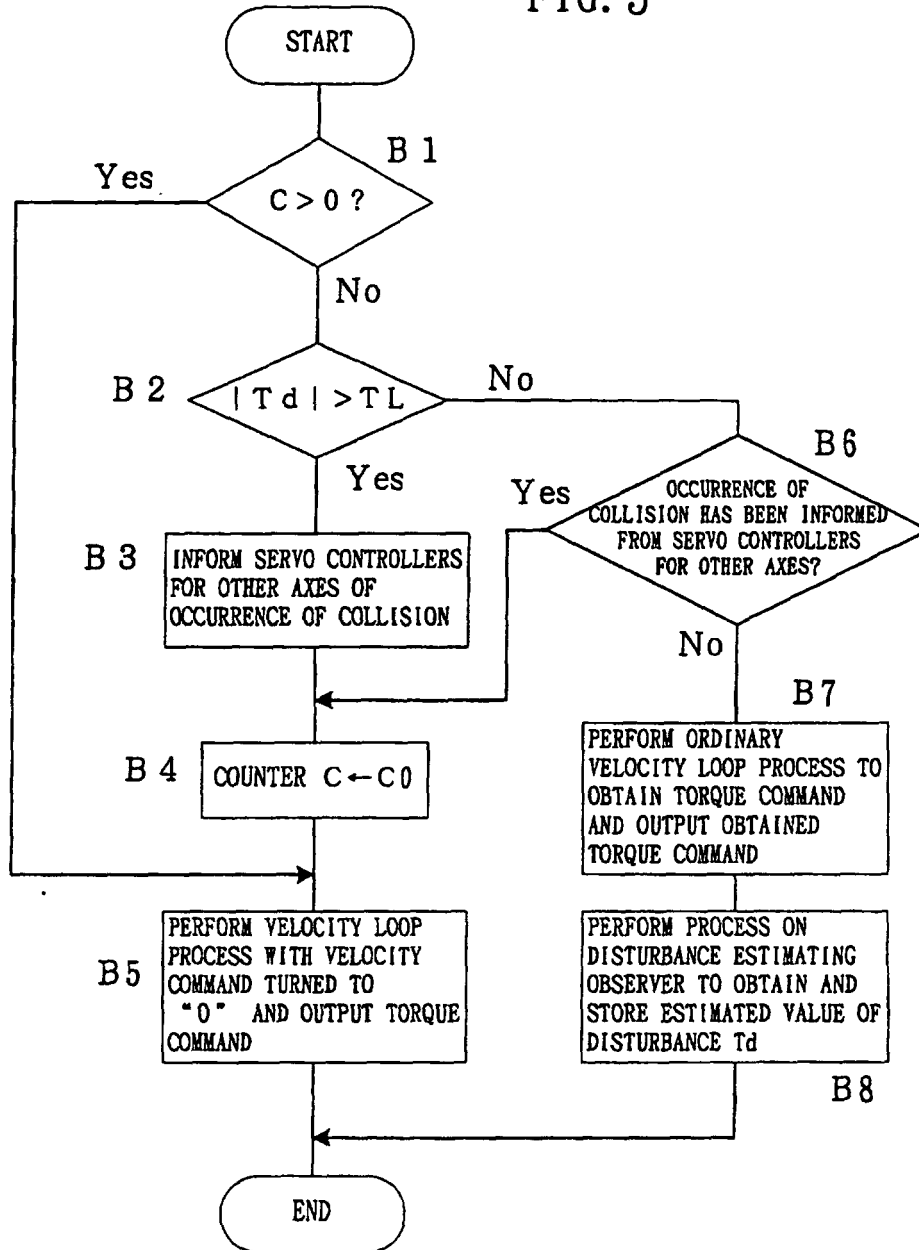 FIG. 5
START
B 1
Yes
C > 0 ?
No
B 2
| T d | > T L
No
Yes
B6
OCCURRENCE OF
COLLISION HAS BEEN INFORMED
FROM SERVO CONTROLLERS
FOR OTHER AXES?
Yes
No
B 3
INFORM SERVO CONTROLLERS
FOR OTHER AXES OF
OCCURRENCE OF COLLISION
B 4
COUNTER C ← C 0
B7
PERFORM ORDINARY
VELOCITY LOOP PROCESS TO
OBTAIN TORQUE COMMAND
AND OUTPUT OBTAINED
TORQUE COMMAND
B5
PERFORM VELOCITY LOOP
PROCESS WITH VELOCITY
COMMAND TURNED TO
"0" AND OUTPUT TORQUE
COMMAND
PERFORM PROCESS ON
DISTURBANCE ESTIMATING
OBSERVER TO OBTAIN AND
STORE ESTIMATED VALUE OF
DISTURBANCE Td
B8
END